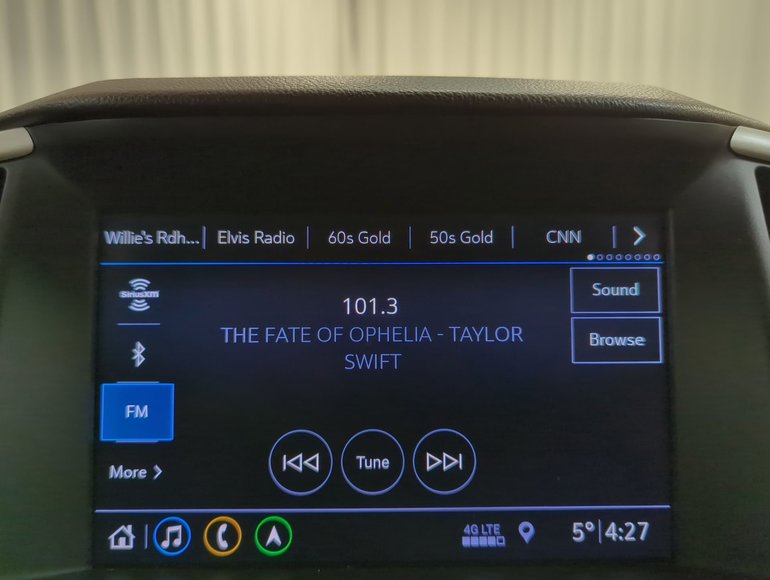 Willie's Rdh... Elvis Radio 60s Gold 50s Gold CNN
SiriusXM
Sound
101.3
THE FATE OF OPHELIA - TAYLOR
SWIFT
Browse
FM
More
Tune
4G LTE
5° 4:27